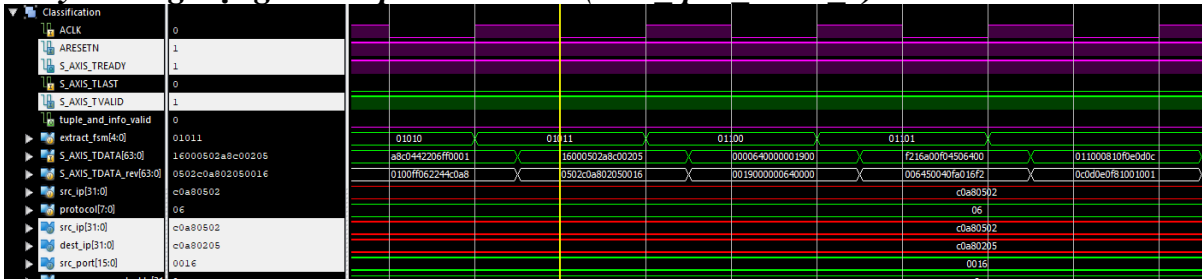 Classification
ACLK 0
ARESETN 1
S_AXIS_TREADY 1
S_AXIS_TLAST 0
S_AXIS_TVALID 1
tuple_and_info_valid 0
extract_fsm[4:0] 01011 01010 01011 01100 01101
S_AXIS_TDATA[63:0] 16000502a8c00205 a8c0442206ff0001 16000502a8c00205 0000640000001900 f216a00f04506400 011000810f0e0d0c
S_AXIS_TDATA_rev[63:0] 0502c0a802050016 0100ff062244c0a8 0502c0a802050016 0019000000640000 006450040fa016f2 0c0d0e0f81001001
src_ip[31:0] c0a80502 c0a80502
protocol[7:0] 06 06
src_ip[31:0] c0a80502 c0a80502
dest_ip[31:0] c0a80205 c0a80205
src_port[15:0] 0016 0016